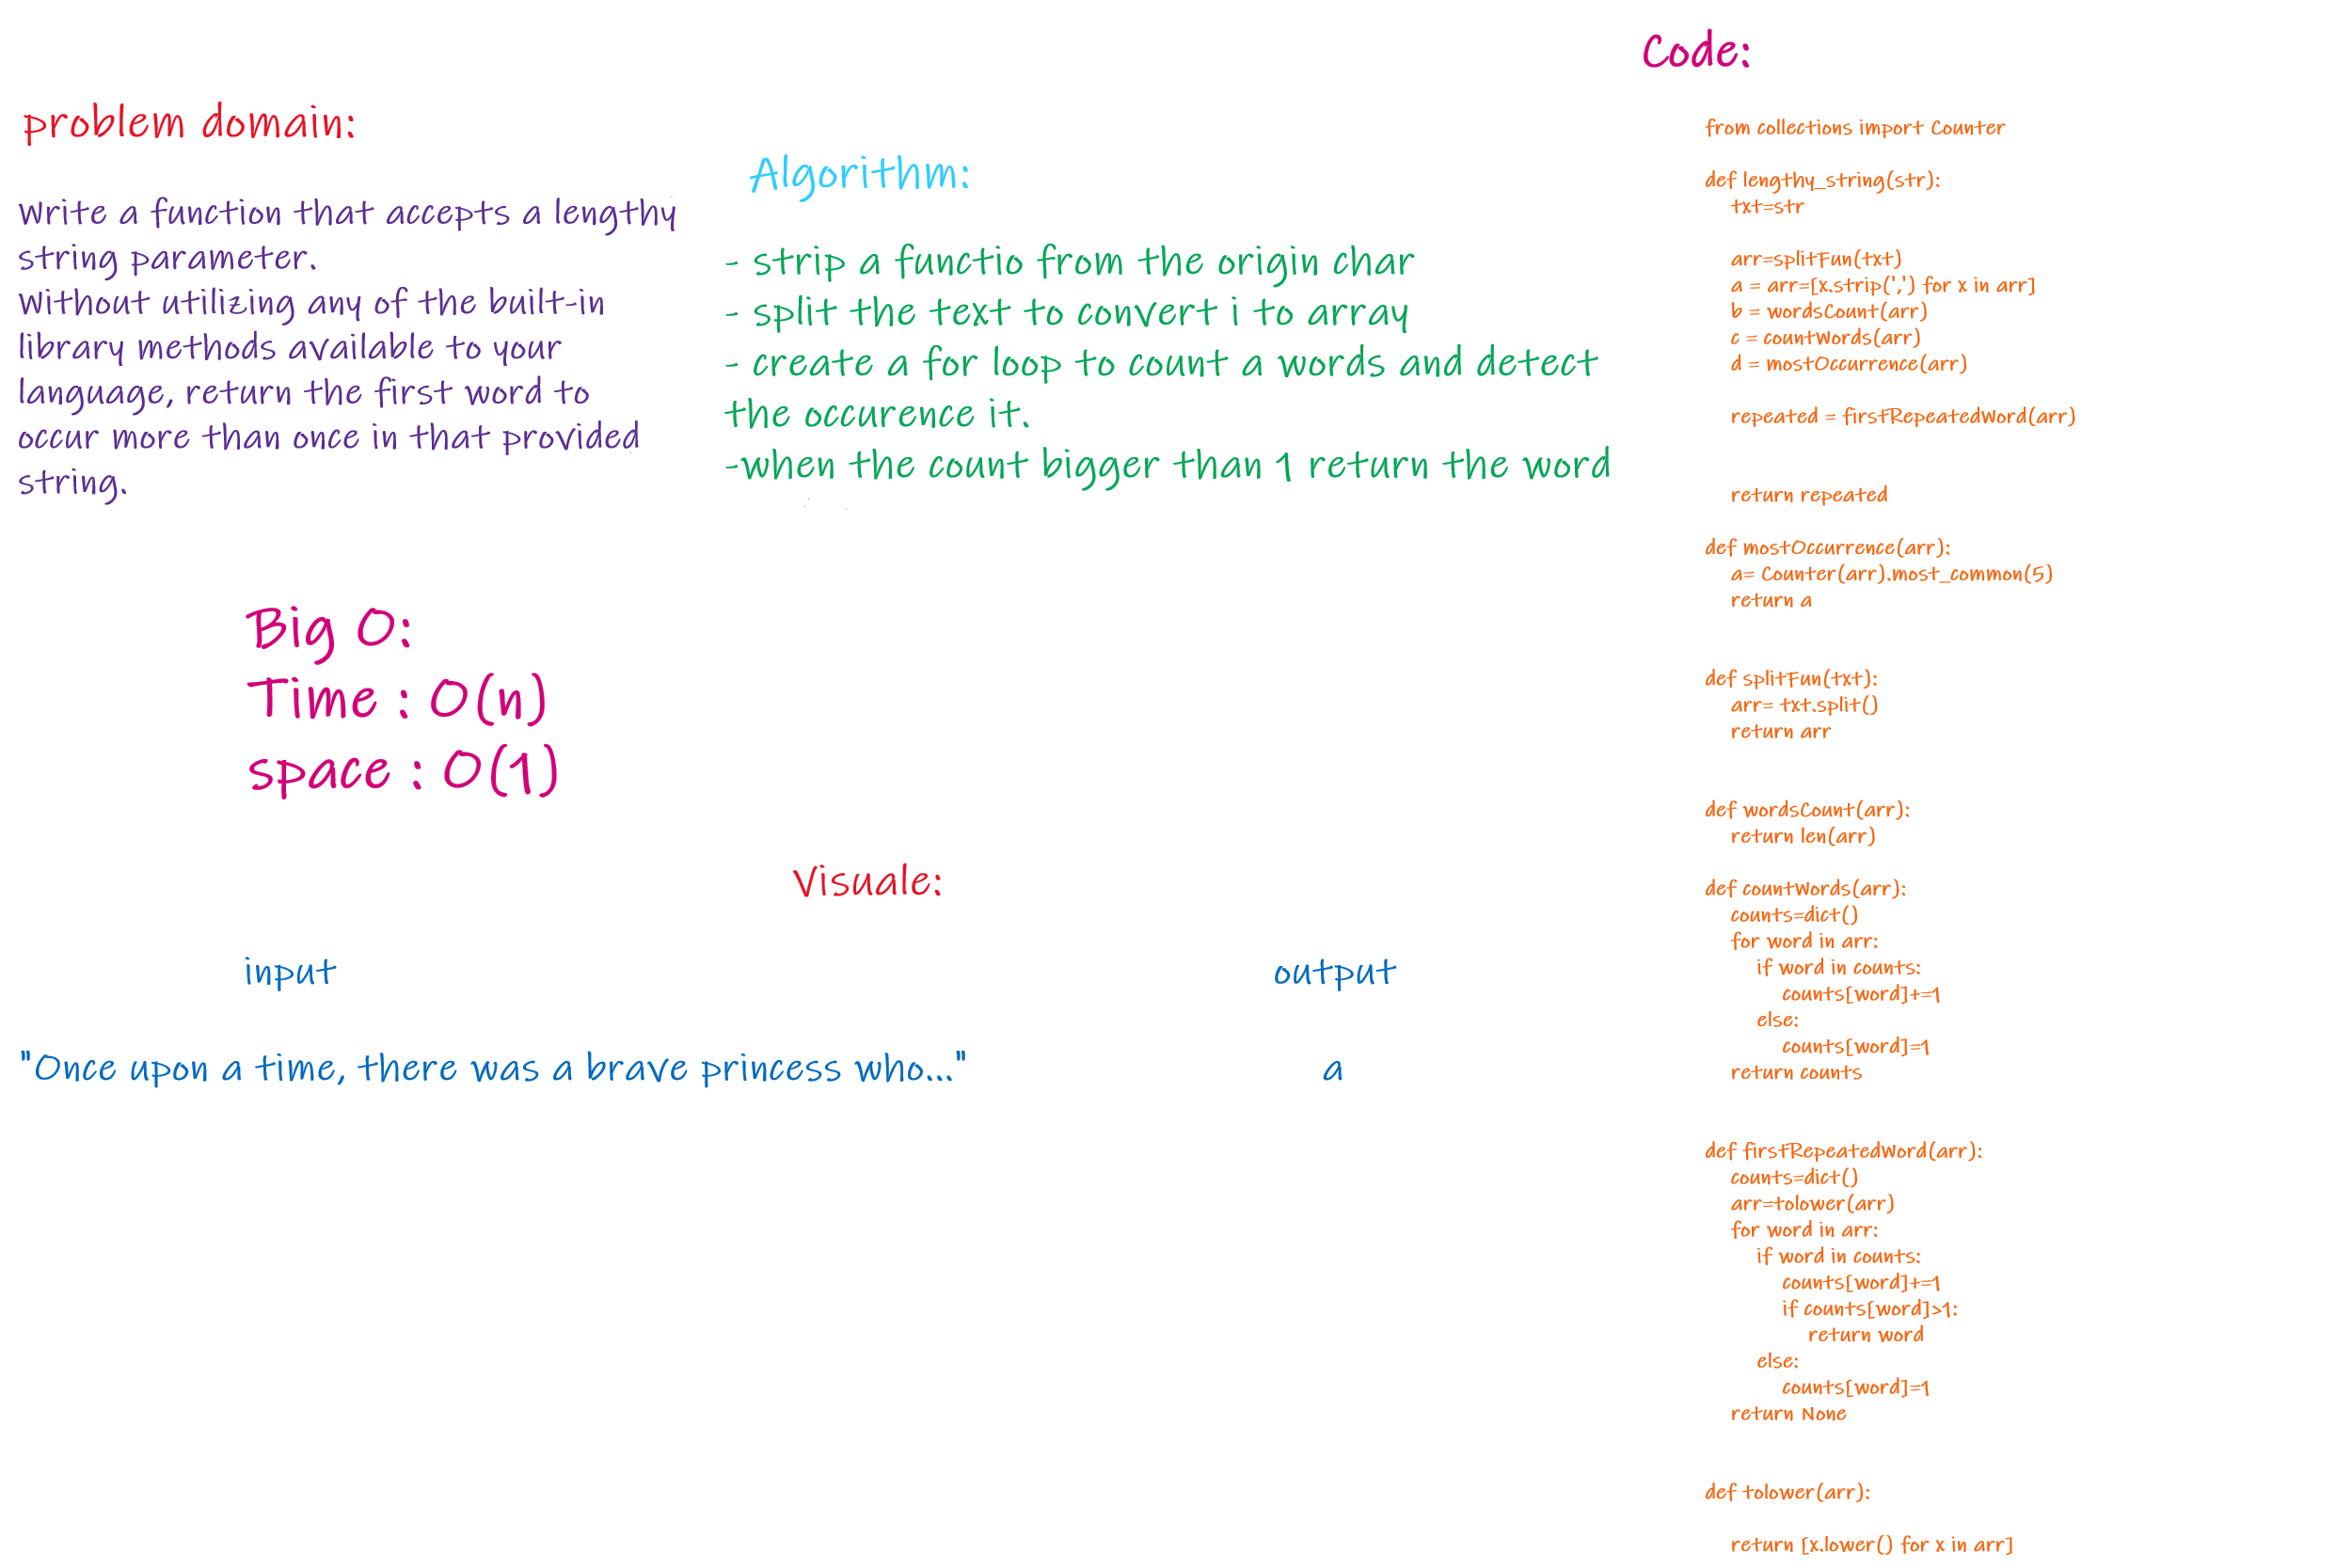 problem domain:
Write a function that accepts a lengthy
string parameter.
Without utilizing any of the built-in
library methods available to your
language, return the first word to
occur more than once in that provided
string.
Algorithm:
- strip a functio from the origin char
- split the text to convert i to array
- create a for loop to count a words and detect
the occurence it.
-when the count bigger than 1 return the word
Big O:
Time : O(n)
space : O(1)
Visuale:
input
output
"Once upon a time, there was a brave princess who..."
a
Code:
from collections import Counter
def lengthy_string(str):
txt=str
arr=splitFun(txt)
a = arr=[x.strip(',') for x in arr]
b = wordsCount(arr)
c = countWords(arr)
d = mostOccurrence(arr)
repeated = firstRepeatedWord(arr)
return repeated
def mostOccurrence(arr):
a= Counter(arr).most_common(5)
return a
def splitFun(txt):
arr= txt.split()
return arr
def wordsCount(arr):
return len(arr)
def countWords(arr):
counts=dict()
for word in arr:
if word in counts:
counts[word]+=1
else:
counts[word]=1
return counts
def firstRepeatedWord(arr):
counts=dict()
arr=tolower(arr)
for word in arr:
if word in counts:
counts[word]+=1
if counts[word]>1:
return word
else:
counts[word]=1
return None
def tolower(arr):
return [x.lower() for x in arr]